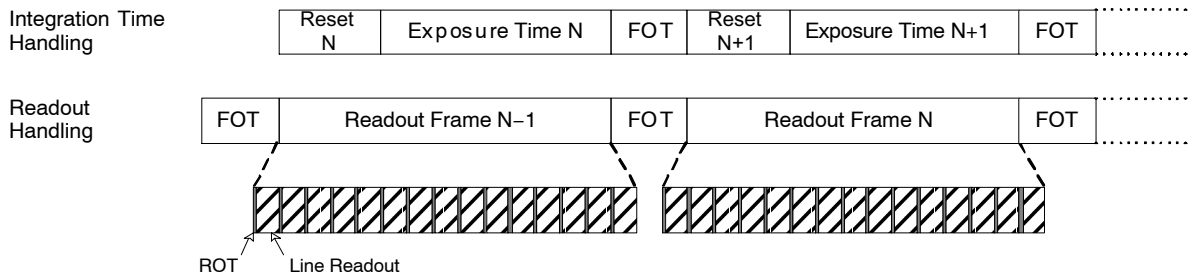 Integration Time
Handling
Reset
N
Exposure Time N
FOT
Reset
N+1
Exposure Time N+1
FOT
Readout
Handling
FOT
Readout Frame N−1
FOT
Readout Frame N
FOT
ROT
Line Readout